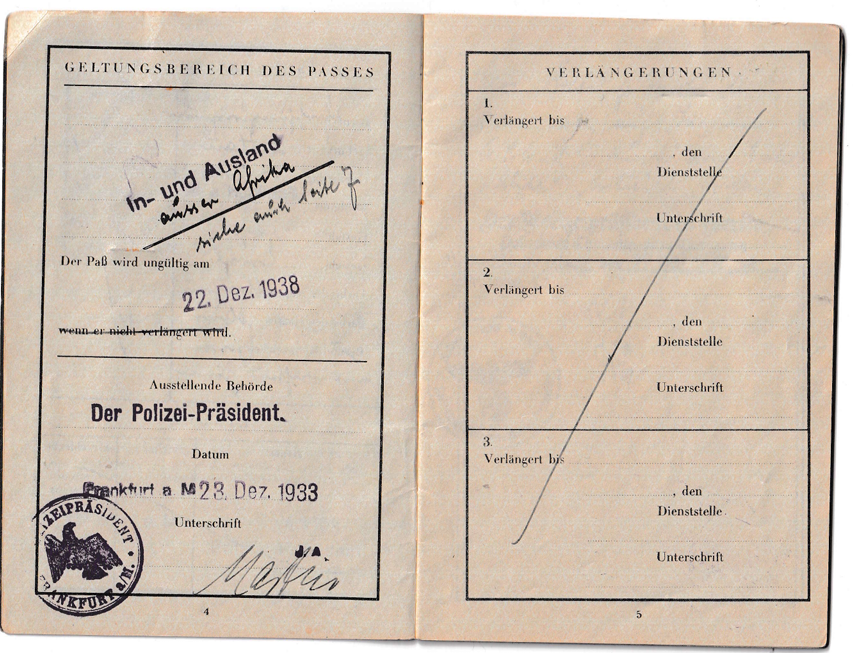 GELTUNGSBEREICH DES PASSES
In- und Ausland
ausser Afrika
siehe auch Seite 7
Der Paß wird ungültig am
22. Dez. 1938
wenn er nicht verlängert wird.
Ausstellende Behörde
Der Polizei-Präsident.
Datum
Frankfurt a M 23. Dez. 1933
Unterschrift
J. A.
ZEIPRÄSIDENT
FRANKFURT a/M.
4
VERLÄNGERUNGEN
1.
Verlängert bis
, den
Dienststelle
Unterschrift
2.
Verlängert bis
, den
Dienststelle
Unterschrift
3.
Verlängert bis
, den
Dienststelle
Unterschrift
5